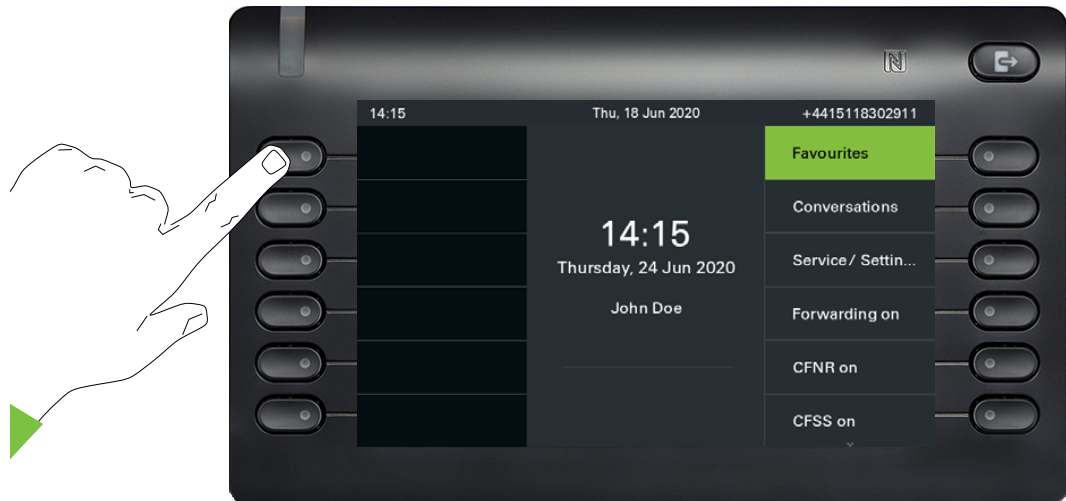 14:15
Thu, 18 Jun 2020
+4415118302911
14:15
Thursday, 24 Jun 2020
John Doe
Favourites
Conversations
Service / Settin...
Forwarding on
CFNR on
CFSS on